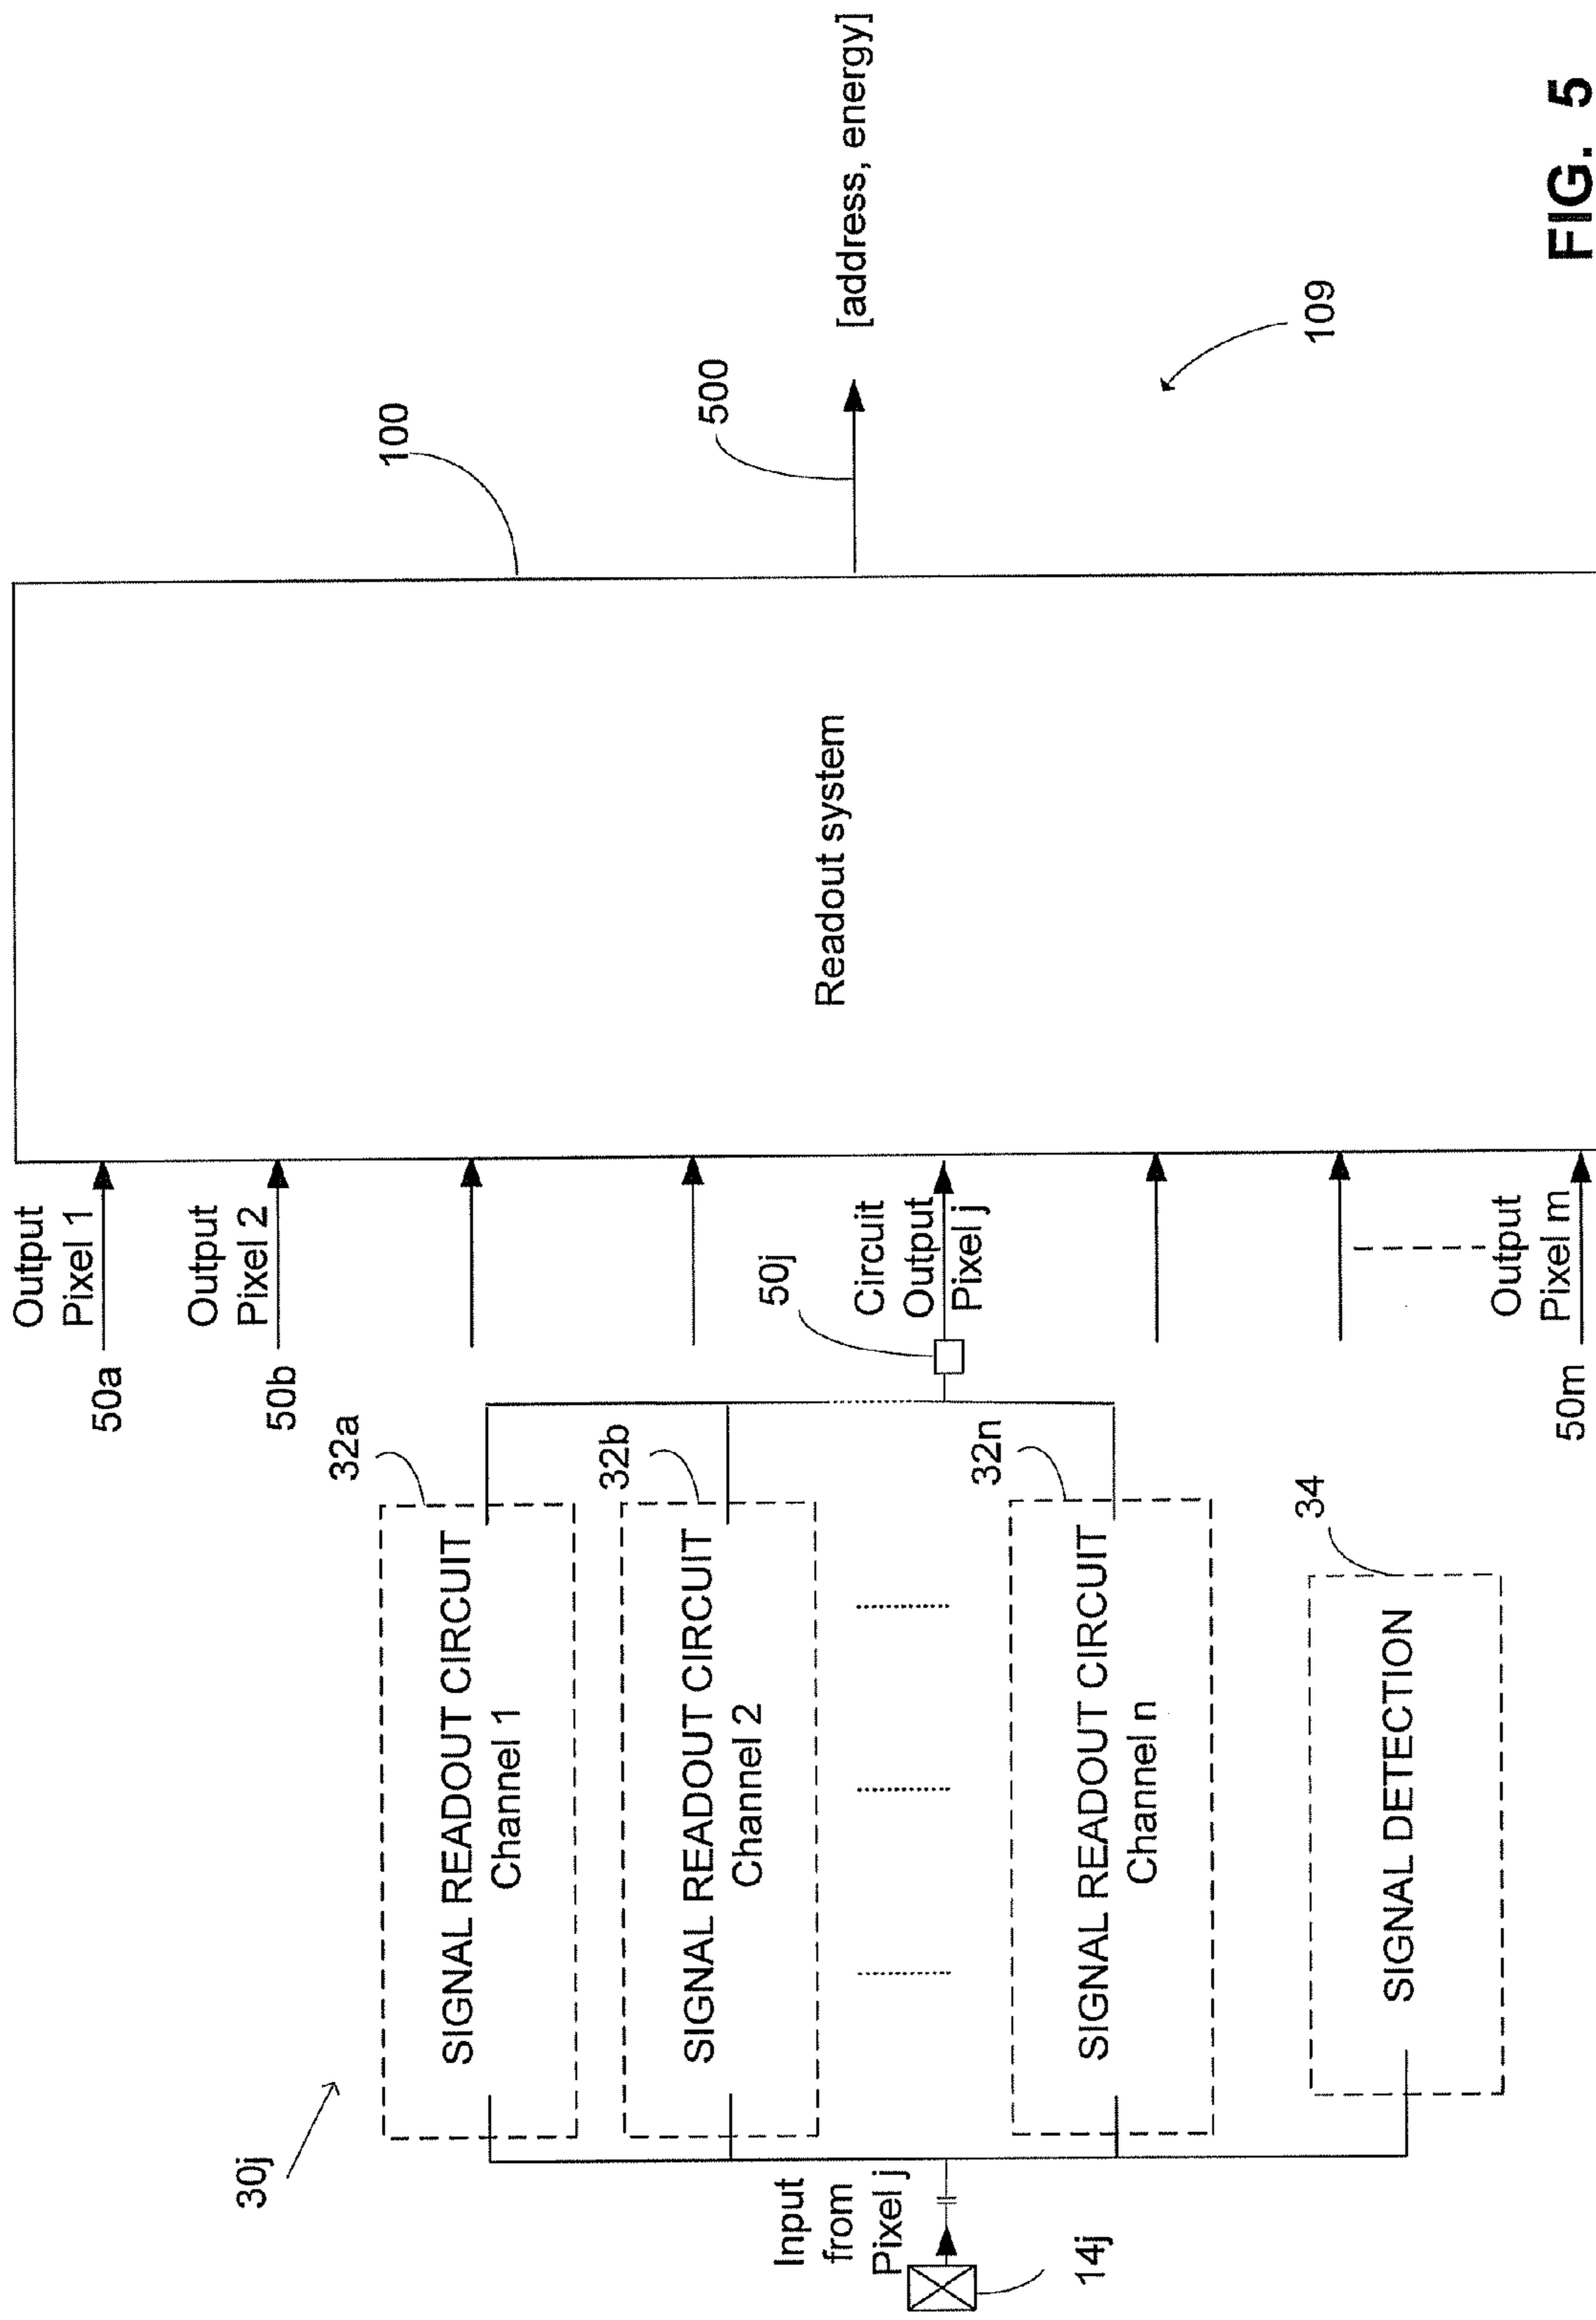 30j
32a
SIGNAL READOUT CIRCUIT
Channel 1
32b
SIGNAL READOUT CIRCUIT
Channel 2
32n
SIGNAL READOUT CIRCUIT
Channel n
34
SIGNAL DETECTION
Input
from
Pixel j
14j
50a
Output
Pixel 1
50b
Output
Pixel 2
50j
Circuit
Output
Pixel j
50m
Output
Pixel m
Readout system
100
500
[address, energy]
109
FIG. 5